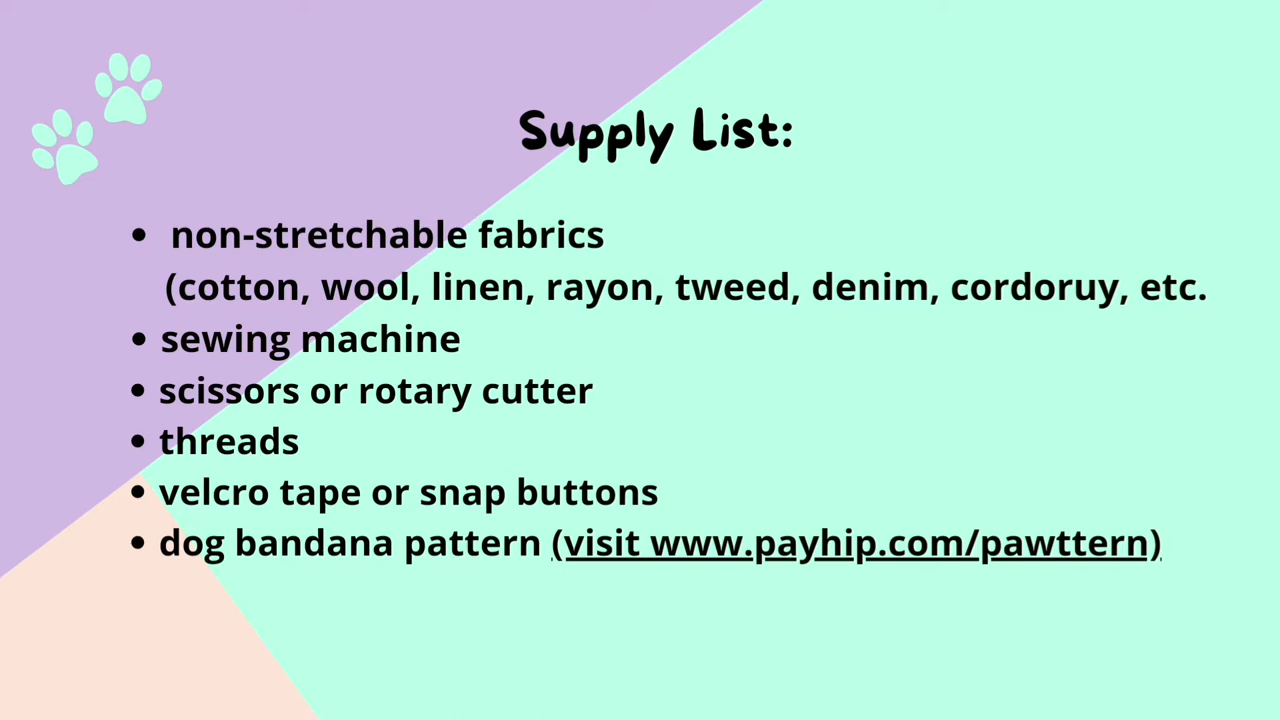 Supply List:
• non-stretchable fabrics
(cotton, wool, linen, rayon, tweed, denim, cordoruy, etc.
• sewing machine
• scissors or rotary cutter
• threads
• velcro tape or snap buttons
• dog bandana pattern (visit www.payhip.com/pawttern)